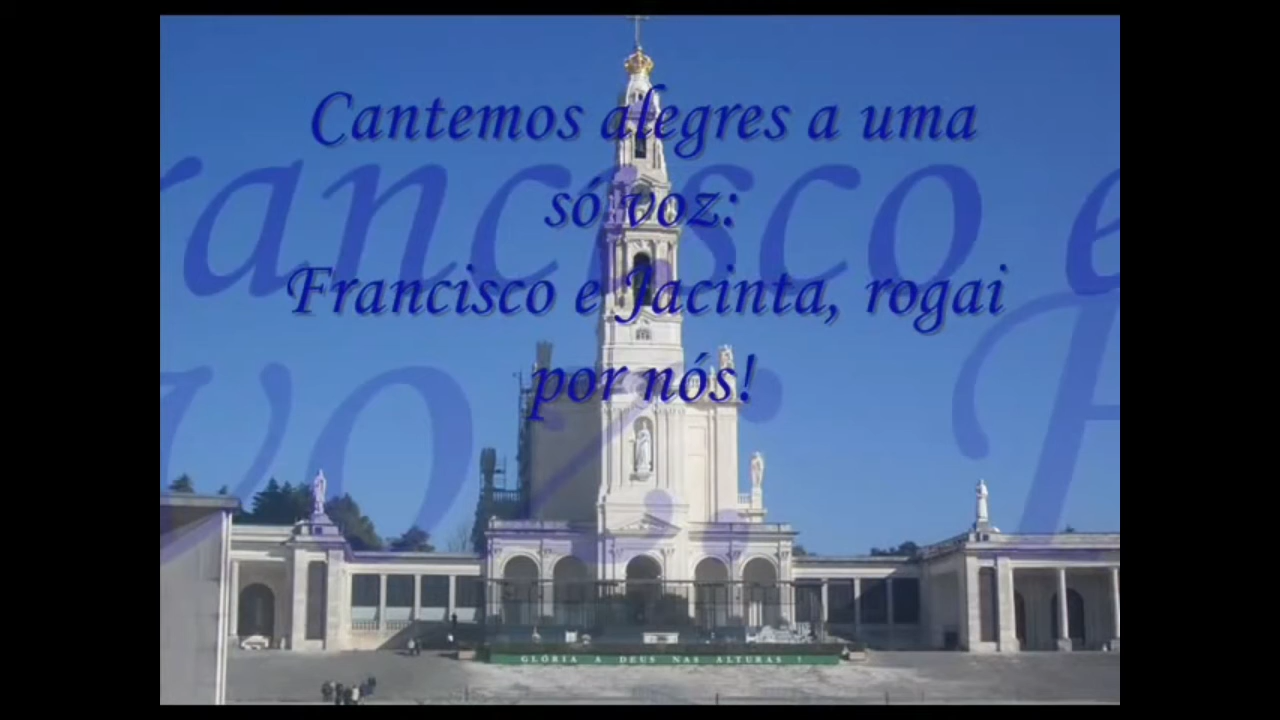 Cantemos alegres a uma
só voz:
Francisco e Jacinta, rogai
por nós!
GLÓRIA A DEUS NAS ALTURAS !